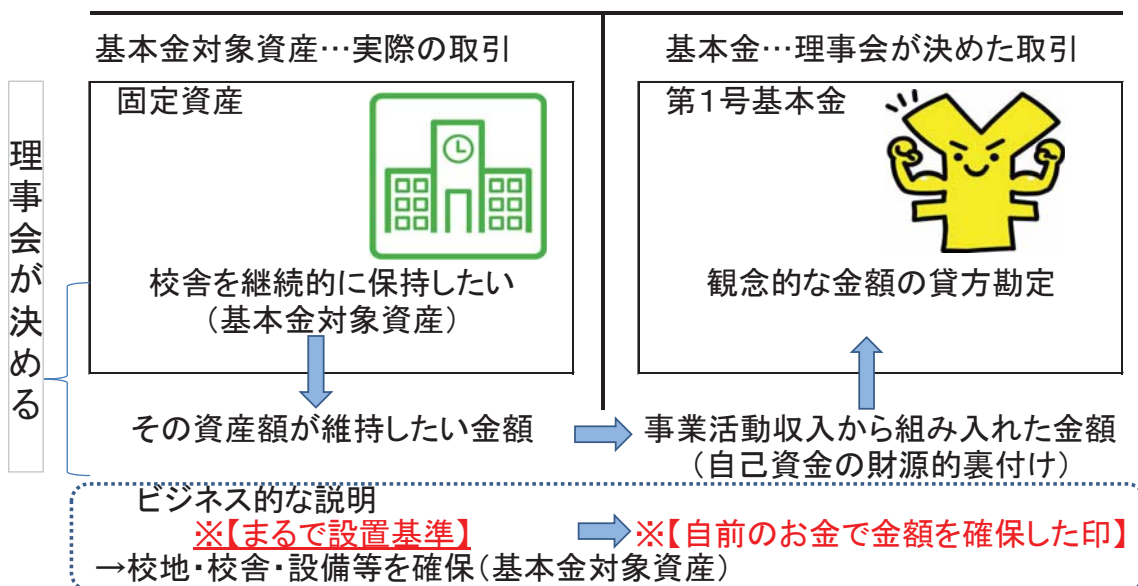 基本金対象資産…実際の取引
基本金…理事会が決めた取引
理事会が決める
固定資産
校舎を継続的に保持したい
(基本金対象資産)
第1号基本金
観念的な金額の貸方勘定
その資産額が維持したい金額
事業活動収入から組み入れた金額
(自己資金の財源的裏付け)
ビジネス的な説明
※【まるで設置基準】
※【自前のお金で金額を確保した印】
→校地・校舎・設備等を確保(基本金対象資産)